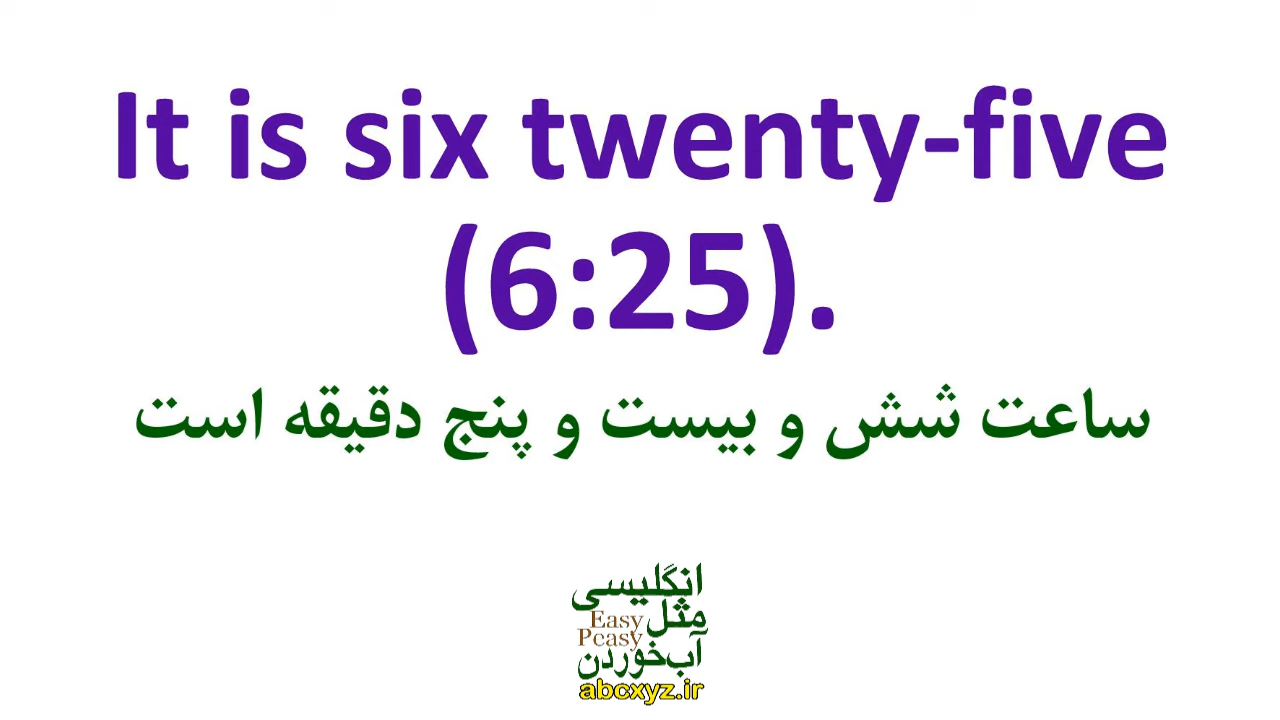 It is six twenty-five
(6:25).
ساعت شش و بیست و پنج دقیقه است
انگلیسی
مثل
Easy
Peasy
آب‌خوردن
abcxyz.ir